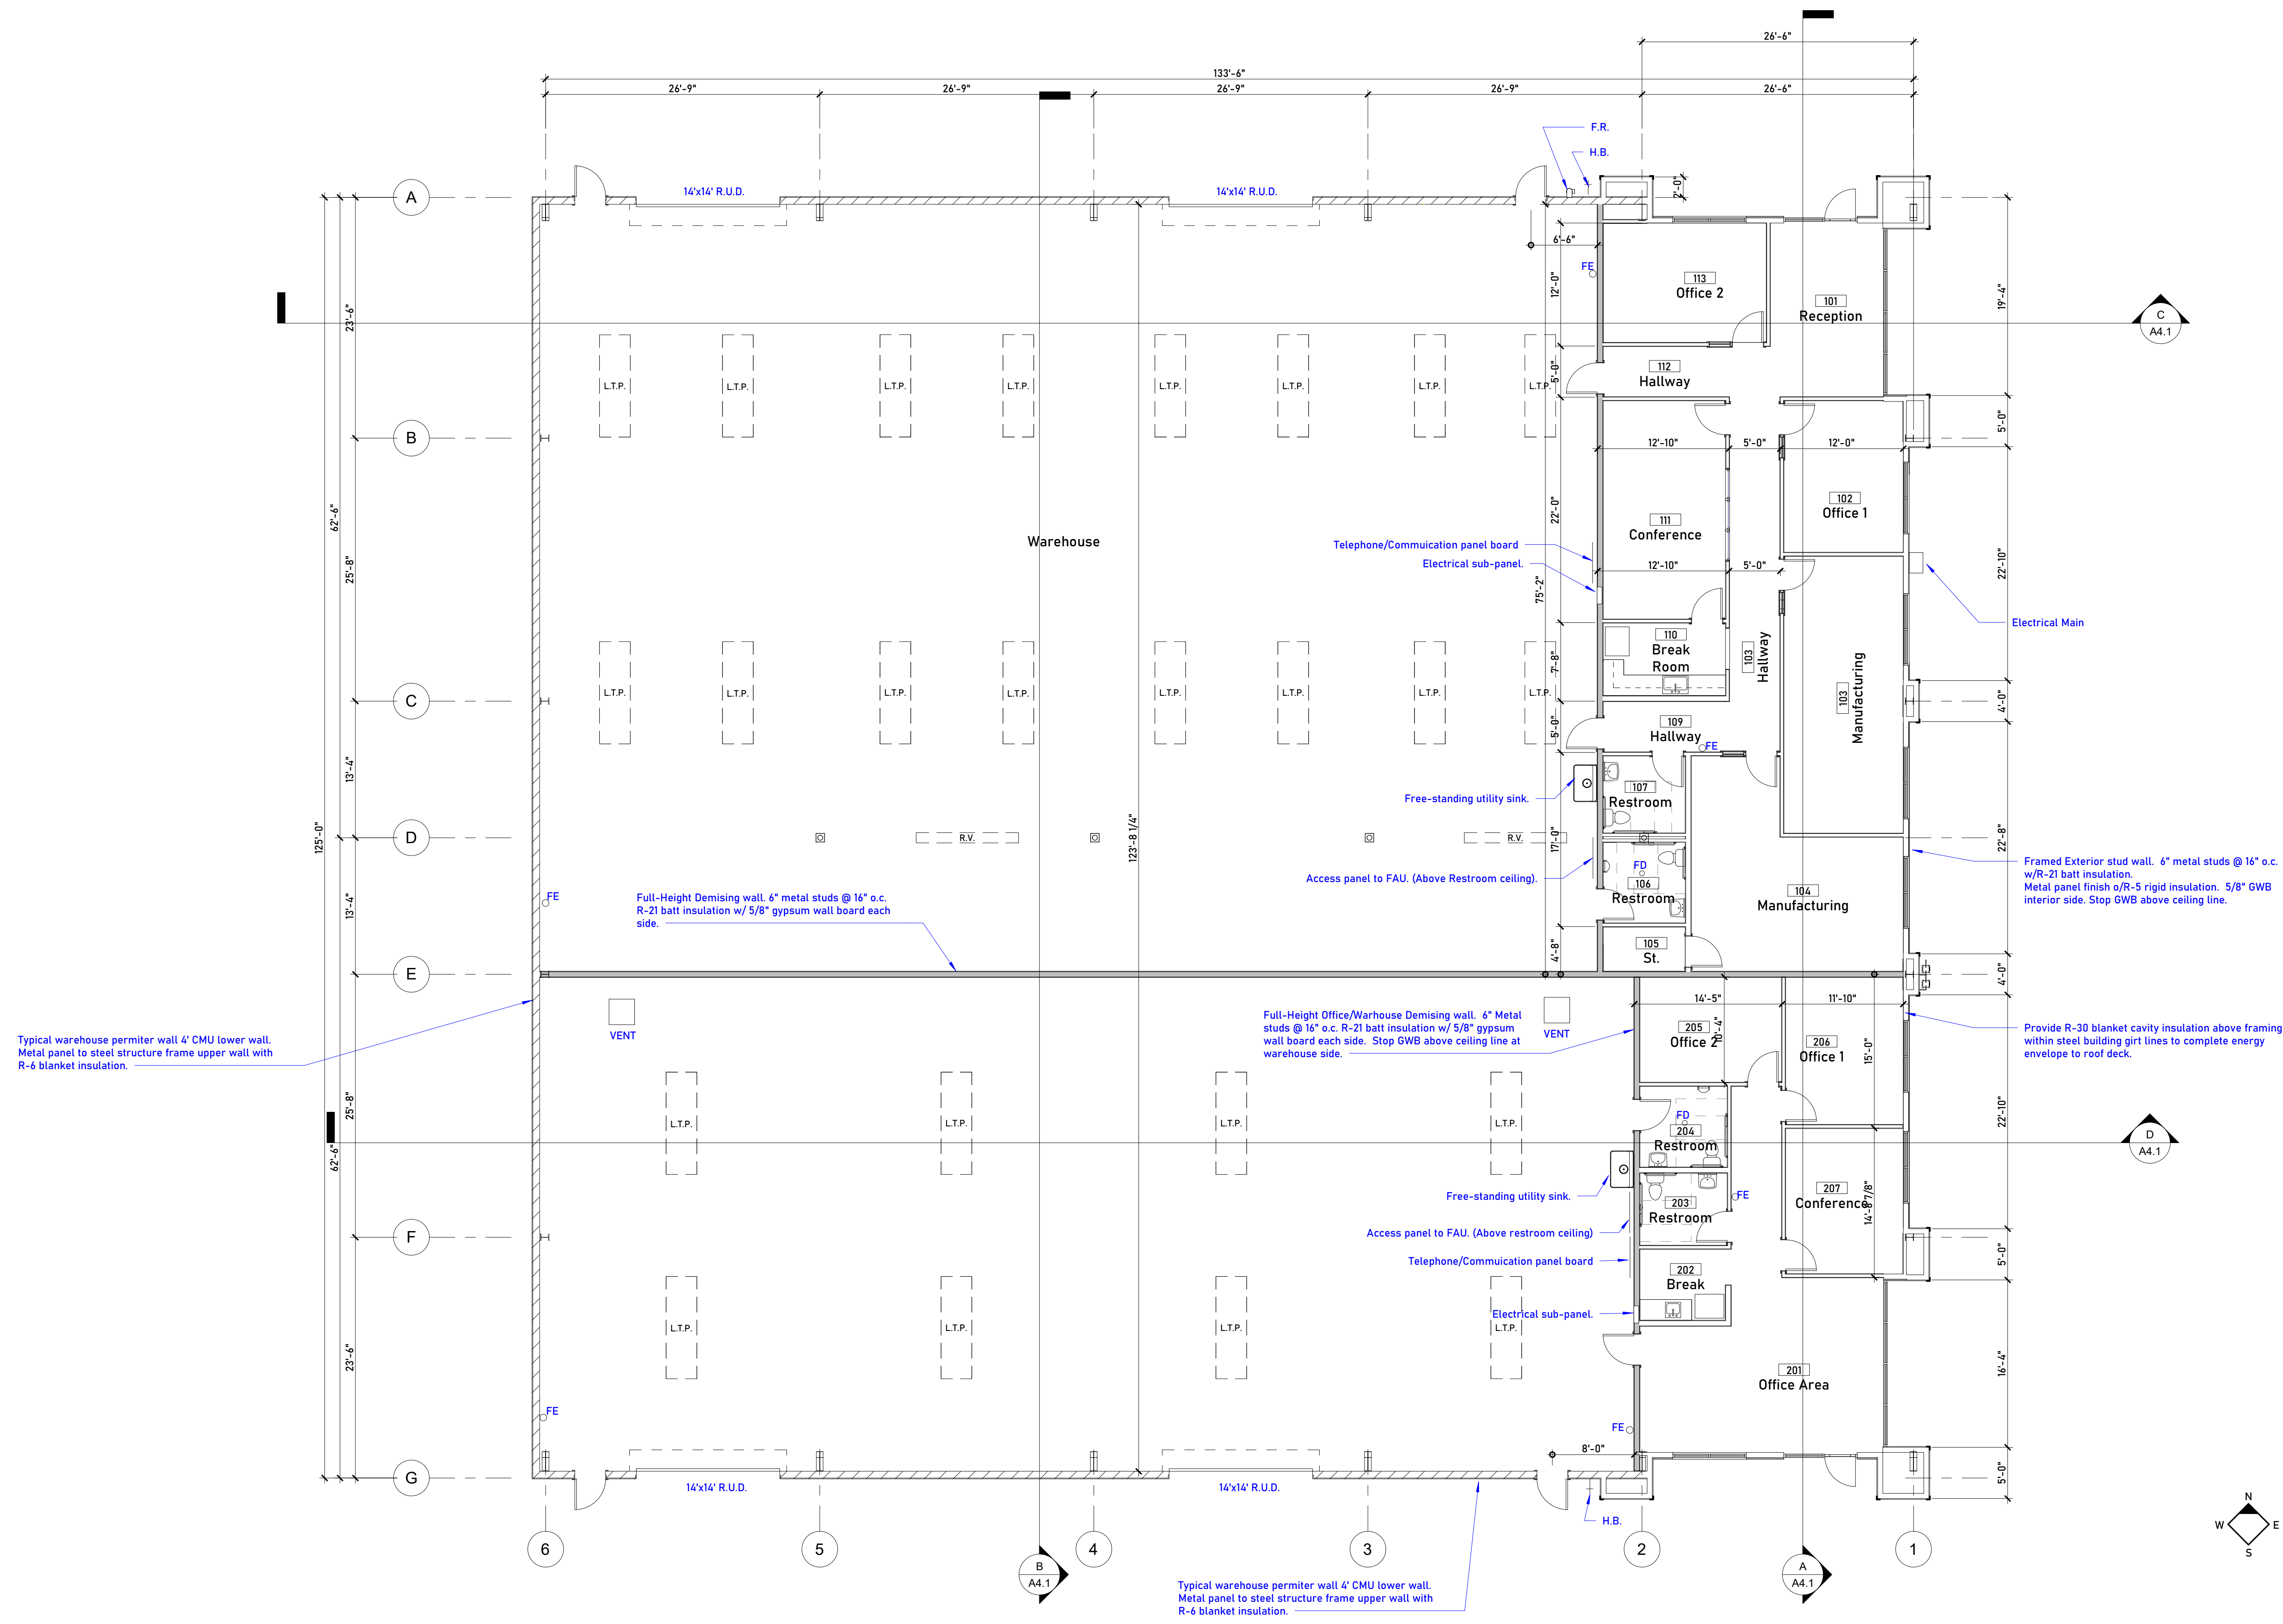 26'-6"
133'-6"
26'-9" 26'-9" 26'-9" 26'-9" 26'-6"
F.R.
H.B.
A
14'x14' R.U.D. 14'x14' R.U.D.
2'-0"
6'-6"
FE
12'-0"
113
Office 2
101
Reception
19'-4"
23'-6"
C
A4.1
L.T.P. L.T.P. L.T.P. L.T.P. L.T.P. L.T.P. L.T.P. L.T.P.
5'-0"
112
Hallway
B
12'-10" 5'-0" 12'-0"
5'-0"
62'-6"
22'-0"
102
Office 1
111
Conference
Warehouse
Telephone/Commuication panel board
Electrical sub-panel.
12'-10" 5'-0"
25'-8"
75'-2"
22'-10"
Electrical Main
110
Break
Room
103
Hallway
7'-8"
103
Manufacturing
L.T.P. L.T.P. L.T.P. L.T.P. L.T.P. L.T.P. L.T.P. L.T.P.
C
4'-0"
5'-0"
109
Hallway
FE
13'-4"
107
Restroom
Free-standing utility sink.
125'-0"
D
R.V. R.V.
123'-8 1/4"
17'-0"
22'-8"
FD
106
Restroom
Access panel to FAU. (Above Restroom ceiling).
104
Manufacturing
Framed Exterior stud wall. 6" metal studs @ 16" o.c.
w/R-21 batt insulation.
Metal panel finish o/R-5 rigid insulation. 5/8" GWB
interior side. Stop GWB above ceiling line.
FE
13'-4"
Full-Height Demising wall. 6" metal studs @ 16" o.c.
R-21 batt insulation w/ 5/8" gypsum wall board each
side.
4'-8"
105
St.
E
4'-0"
14'-5" 11'-10"
VENT
Full-Height Office/Warhouse Demising wall. 6" Metal
studs @ 16" o.c. R-21 batt insulation w/ 5/8" gypsum
wall board each side. Stop GWB above ceiling line at
warehouse side.
VENT
205
Office 2
10'-4"
206
Office 1
15'-0"
Provide R-30 blanket cavity insulation above framing
within steel building girt lines to complete energy
envelope to roof deck.
Typical warehouse permiter wall 4' CMU lower wall.
Metal panel to steel structure frame upper wall with
R-6 blanket insulation.
25'-8"
62'-6"
L.T.P. L.T.P. L.T.P. L.T.P.
FD
204
Restroom
22'-10"
D
A4.1
Free-standing utility sink.
203
Restroom
FE
207
Conference
14'-8 7/8"
Access panel to FAU. (Above restroom ceiling)
F
Telephone/Commuication panel board
202
Break
5'-0"
Electrical sub-panel.
L.T.P. L.T.P. L.T.P. L.T.P.
23'-6"
201
Office Area
16'-4"
FE
FE
8'-0"
G
5'-0"
14'x14' R.U.D. 14'x14' R.U.D.
H.B.
N
W E
S
6 5 4 3 2 1
B
A4.1
A
A4.1
Typical warehouse permiter wall 4' CMU lower wall.
Metal panel to steel structure frame upper wall with
R-6 blanket insulation.